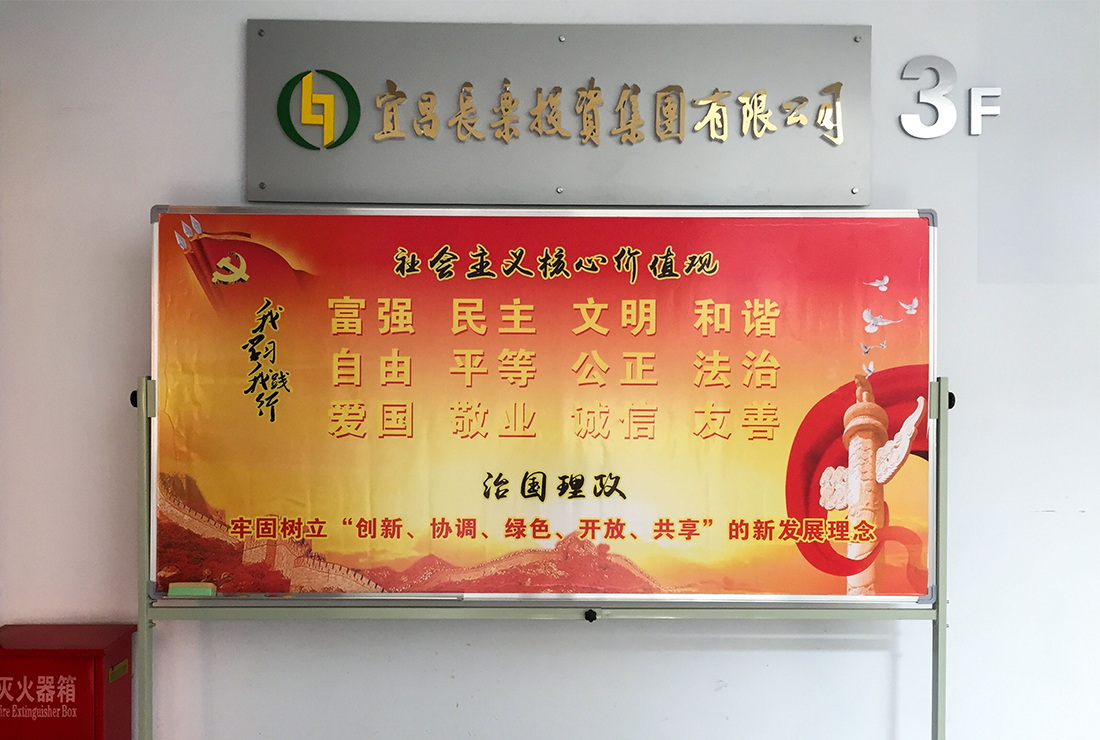 宜昌長樂投資集團有限公司
3F
社会主义核心价值观
我学习 我践行
富强 民主 文明 和谐
自由 平等 公正 法治
爱国 敬业 诚信 友善
治国理政
牢固树立“创新、协调、绿色、开放、共享”的新发展理念
灭火器箱
ire Extinguisher Box